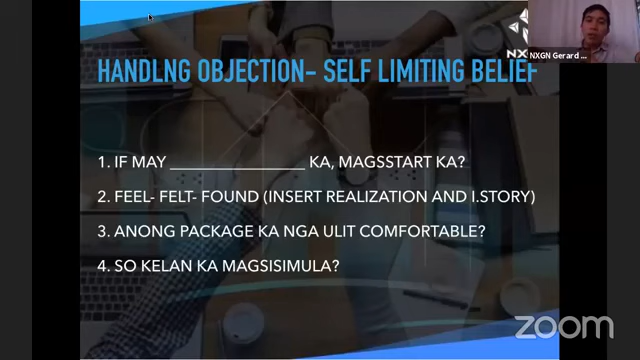 NX
NXGN Gerard ...
HANDLNG OBJECTION- SELF LIMITING BELIEF
1. IF MAY ________________ KA, MAGSSTART KA?
2. FEEL- FELT- FOUND (INSERT REALIZATION AND I.STORY)
3. ANONG PACKAGE KA NGA ULIT COMFORTABLE?
4. SO KELAN KA MAGSISIMULA?
zoom